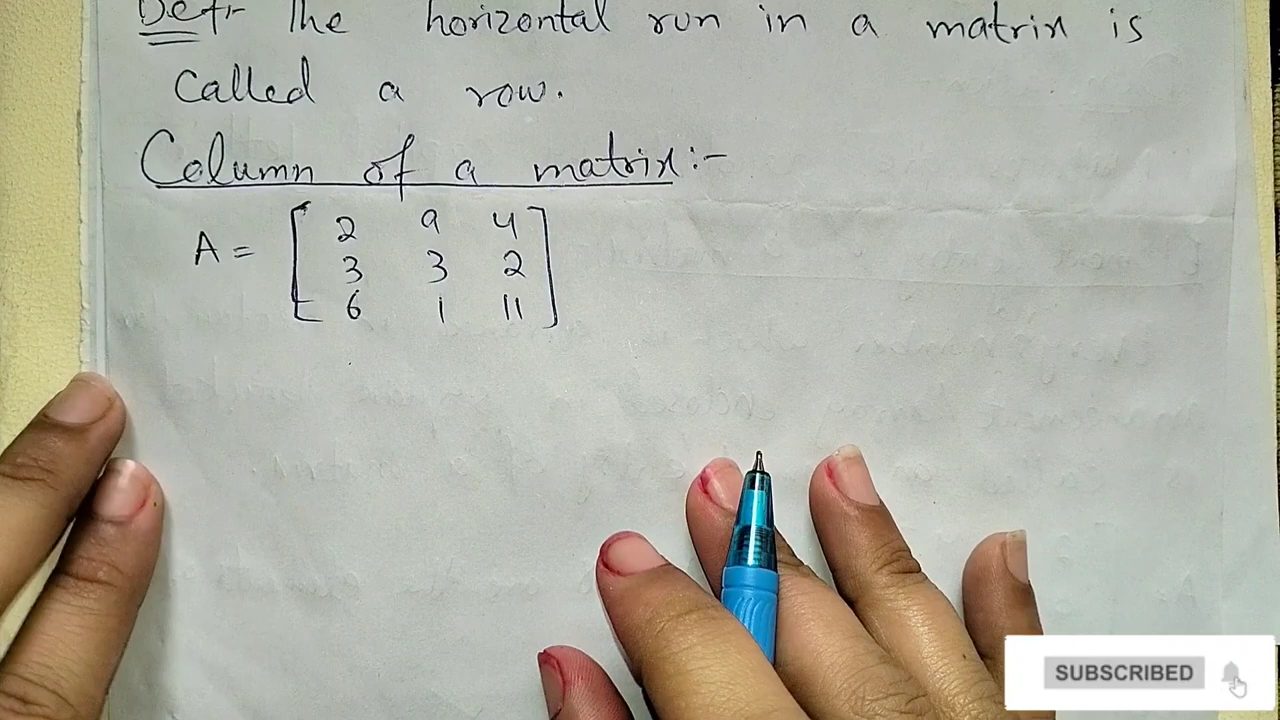 Defr The horizontal run in a matrix is
called a row.
Column of a matrix:-
A = [ 2 9 4
3 3 2
6 1 11 ]
SUBSCRIBED